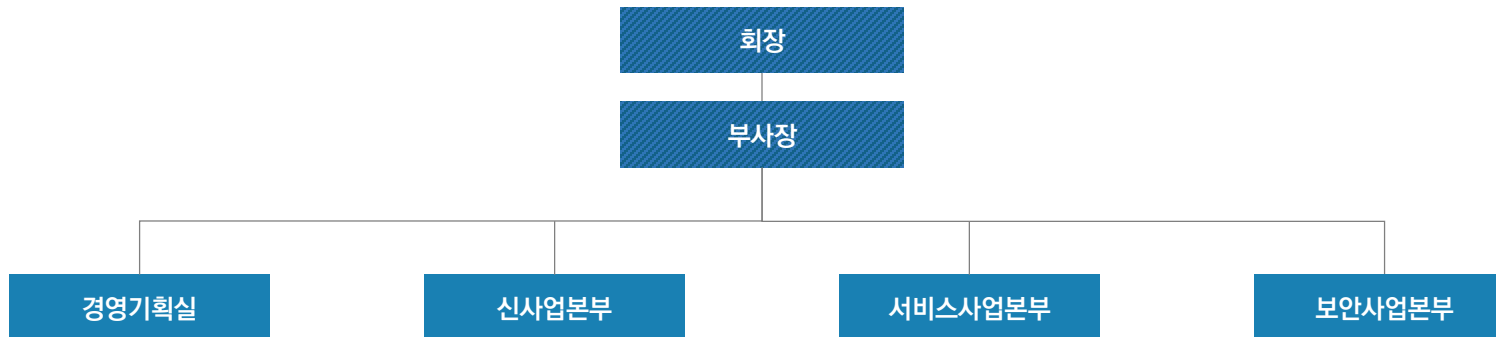 회장
부사장
경영기획실
신사업본부
서비스사업본부
보안사업본부